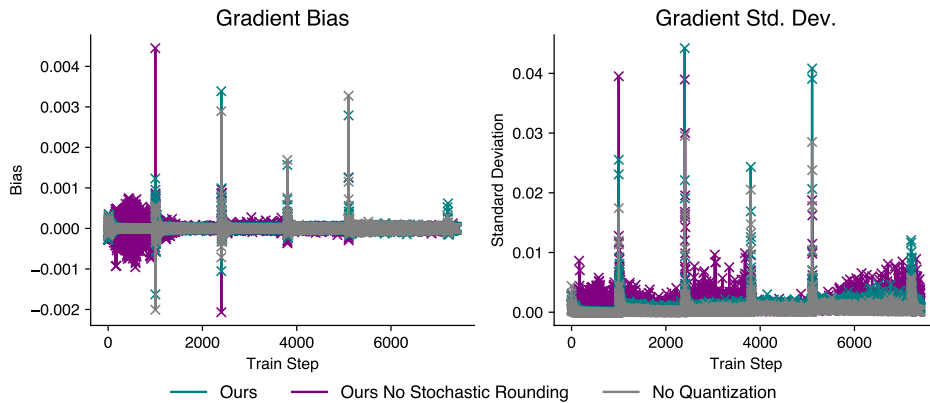 Gradient Bias
Gradient Std. Dev.
0.004
0.003
0.002
0.001
0.000
−0.001
−0.002
Bias
0
2000
4000
6000
Train Step
0.04
0.03
0.02
0.01
0.00
Standard Deviation
0
2000
4000
6000
Train Step
Ours
Ours No Stochastic Rounding
No Quantization